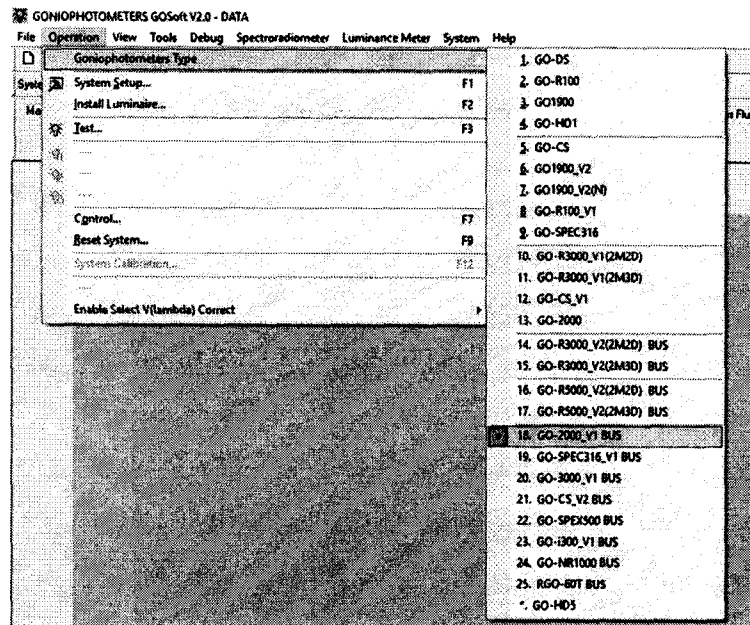 GONIOPHOTOMETERS GOSoft V2.0 - DATA
File Operation View Tools Debug Spectroradiometer Luminance Meter System Help
Goniophotometers Type
System Setup... F1
Install Luminaire... F2
Test... F3
Control... F7
Reset System... F9
System Calibration... F12
Enable Select V(lambda) Correct
1. GO-DS
2. GO-R100
3. GO1900
4. GO-HD1
5. GO-CS
6. GO1900_V2
7. GO1900_V2(N)
8. GO-R100_V1
9. GO-SPEC316
10. GO-R3000_V1(2M2D)
11. GO-R3000_V1(2M3D)
12. GO-CS_V1
13. GO-2000
14. GO-R3000_V2(2M2D) BUS
15. GO-R3000_V2(2M3D) BUS
16. GO-R5000_V2(2M2D) BUS
17. GO-R5000_V2(2M3D) BUS
18. GO-2000_V1 BUS
19. GO-SPEC316_V1 BUS
20. GO-3000_V1 BUS
21. GO-CS_V2 BUS
22. GO-SPEX500 BUS
23. GO-i300_V1 BUS
24. GO-NR1000 BUS
25. RGO-60T BUS
*. GO-HD5